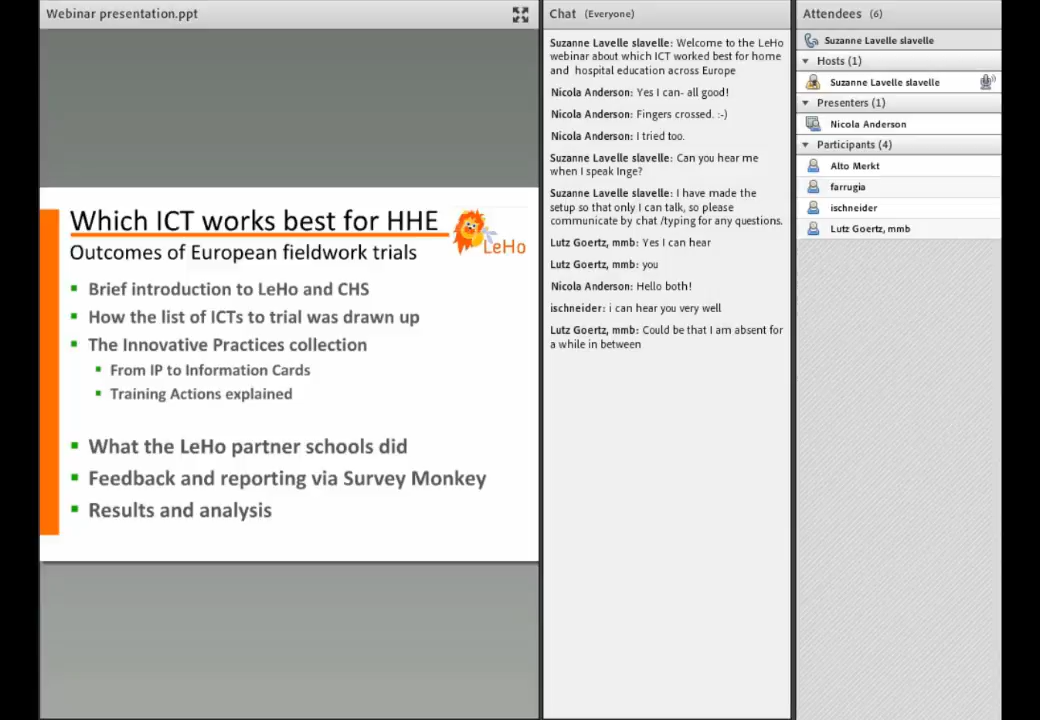 Webinar presentation.ppt
Which ICT works best for HHE
LeHo
Outcomes of European fieldwork trials
Brief introduction to LeHo and CHS
How the list of ICTs to trial was drawn up
The Innovative Practices collection
From IP to Information Cards
Training Actions explained
What the LeHo partner schools did
Feedback and reporting via Survey Monkey
Results and analysis
Chat (Everyone)
Suzanne Lavelle slavelle: Welcome to the LeHo
webinar about which ICT worked best for home
and hospital education across Europe
Nicola Anderson: Yes I can- all good!
Nicola Anderson: Fingers crossed. :-)
Nicola Anderson: I tried too.
Suzanne Lavelle slavelle: Can you hear me
when I speak Inge?
Suzanne Lavelle slavelle: I have made the
setup so that only I can talk, so please
communicate by chat /typing for any questions.
Lutz Goertz, mmb: Yes I can hear
Lutz Goertz, mmb: you
Nicola Anderson: Hello both!
ischneider: i can hear you very well
Lutz Goertz, mmb: Could be that I am absent for
a while in between
Attendees (6)
Suzanne Lavelle slavelle
Hosts (1)
Suzanne Lavelle slavelle
Presenters (1)
Nicola Anderson
Participants (4)
Alto Merkt
farrugia
ischneider
Lutz Goertz, mmb